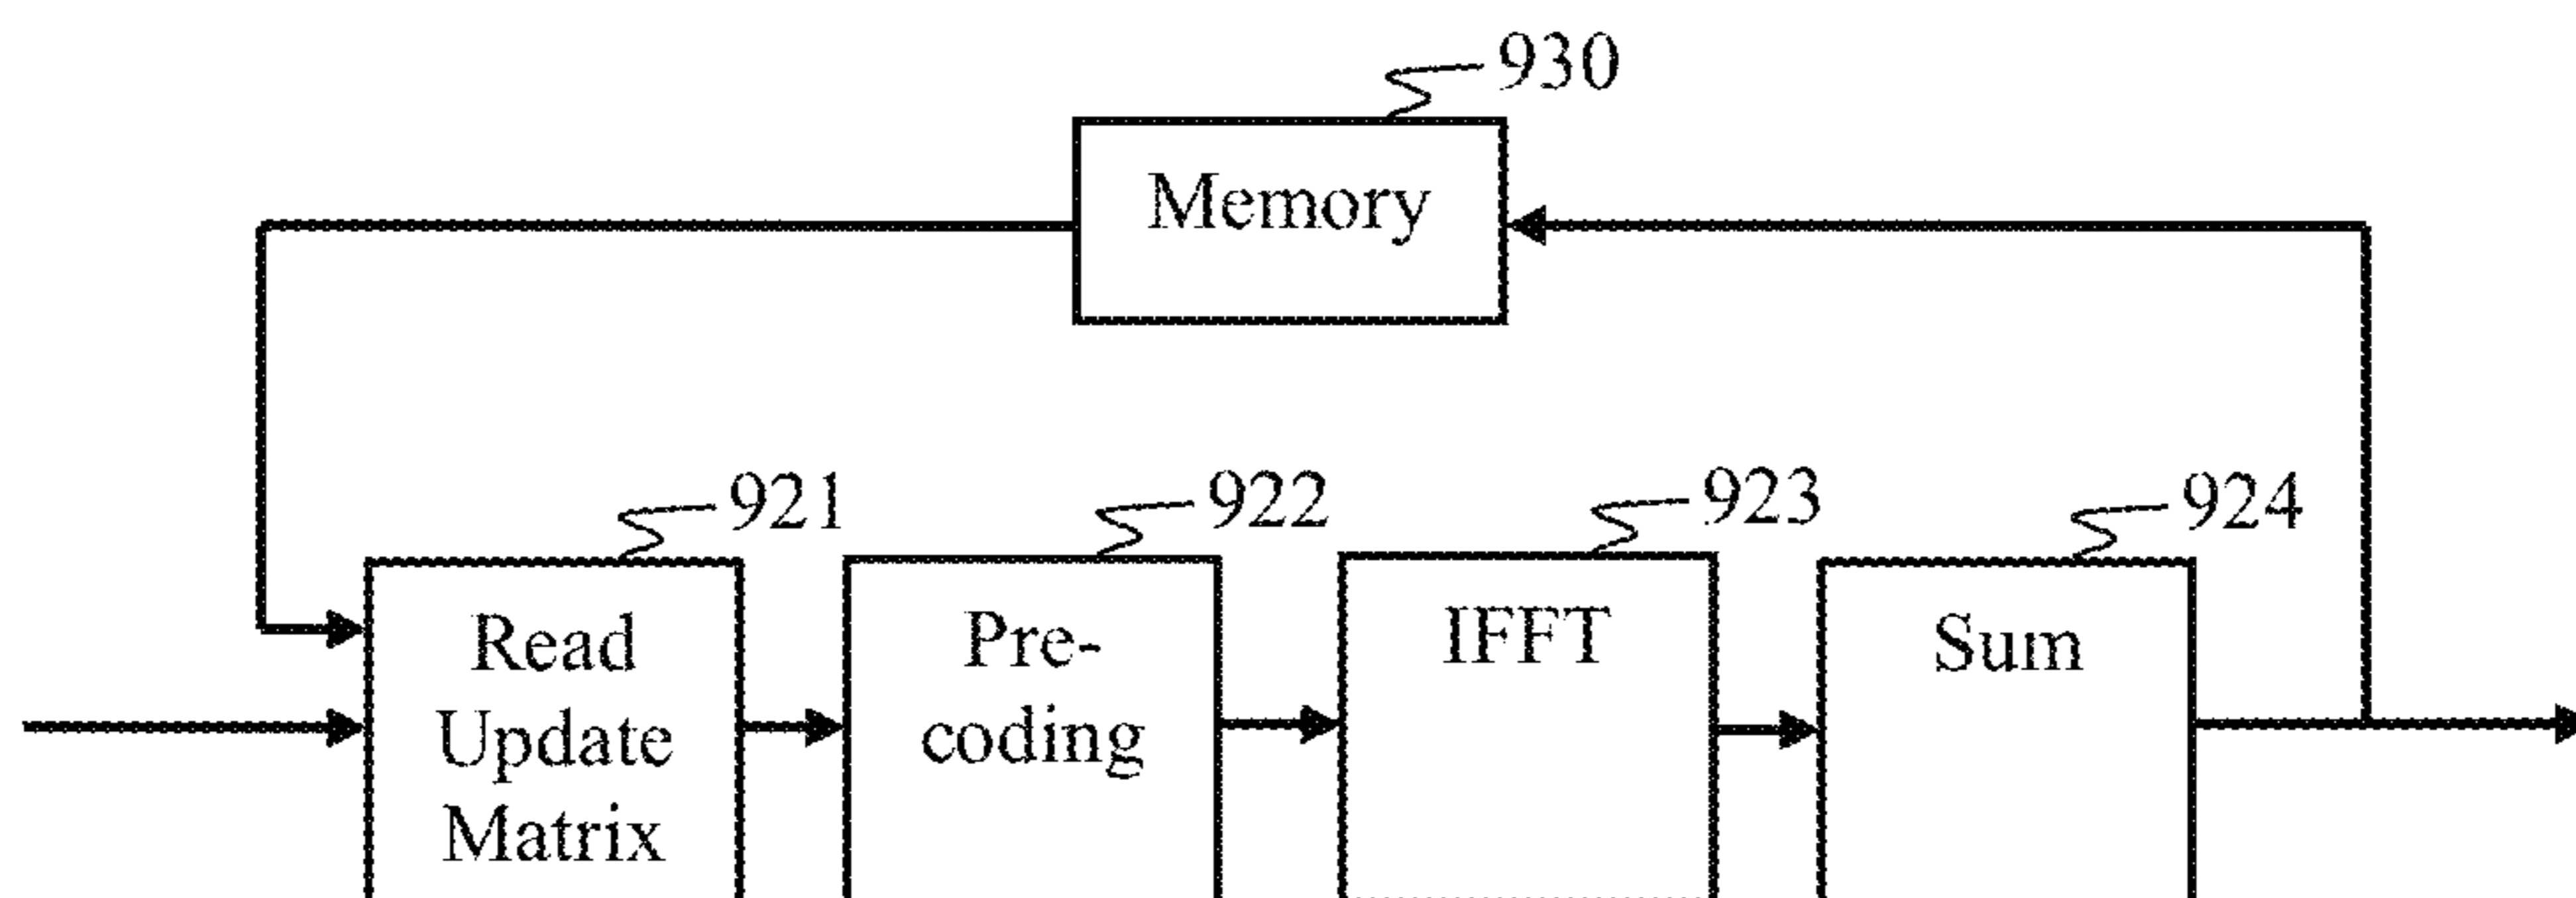 930
Memory
921
922
923
924
Read
Update
Matrix
Pre-
coding
IFFT
Sum